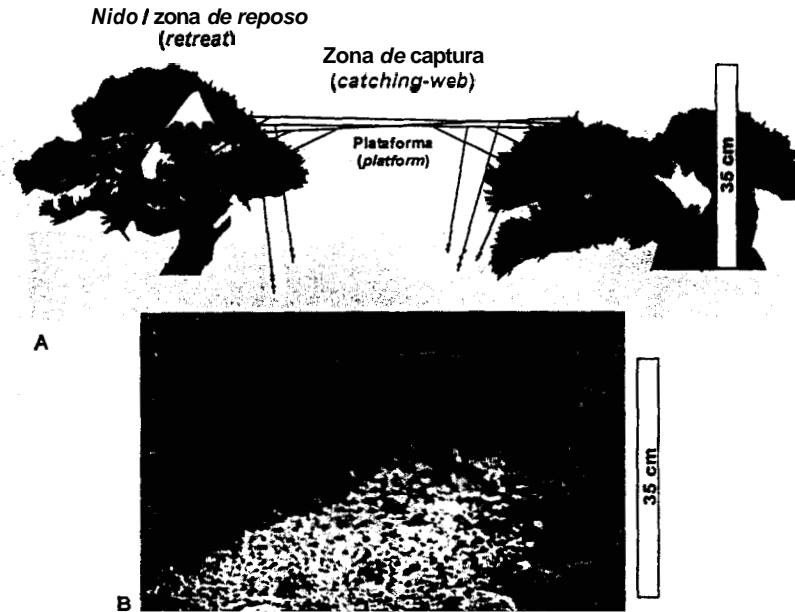 Nido / zona de reposo
(retreat)
Zona de captura
(catching-web)
Plataforma
(platform)
35 cm
A
35 cm
B